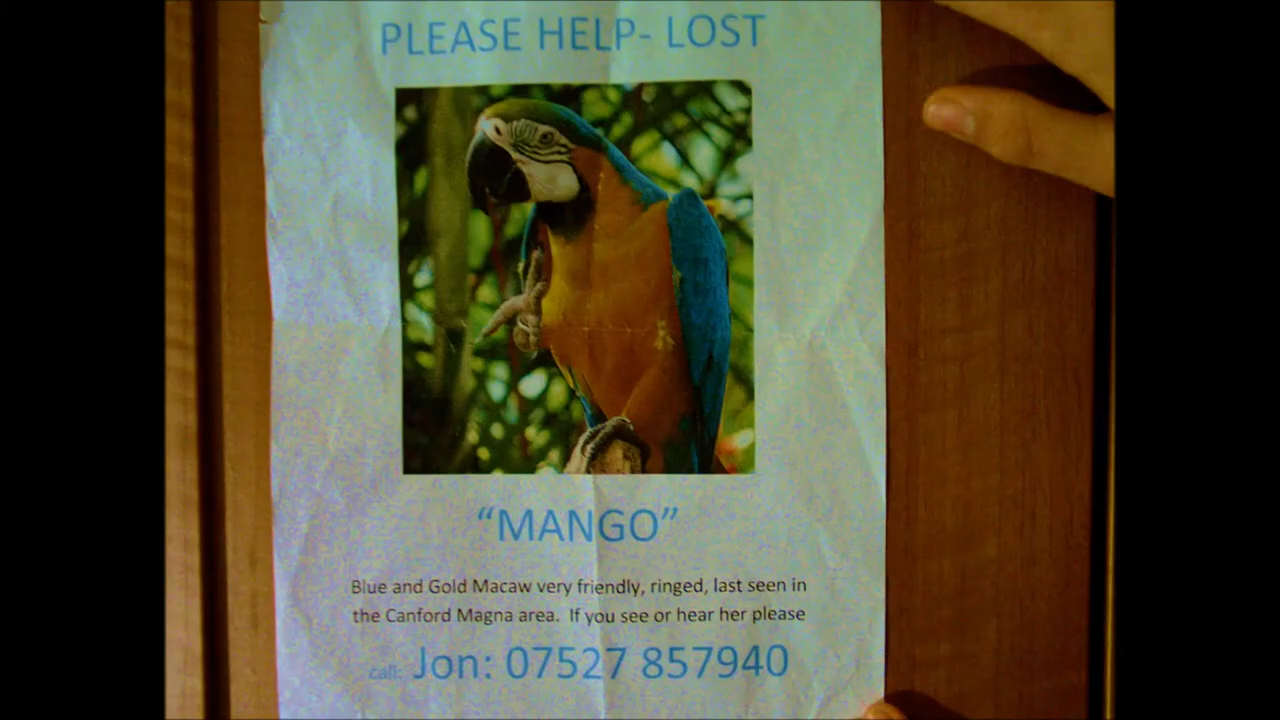 PLEASE HELP- LOST
“MANGO”
Blue and Gold Macaw very friendly, ringed, last seen in
the Canford Magna area.  If you see or hear her please
call: Jon: 07527 857940